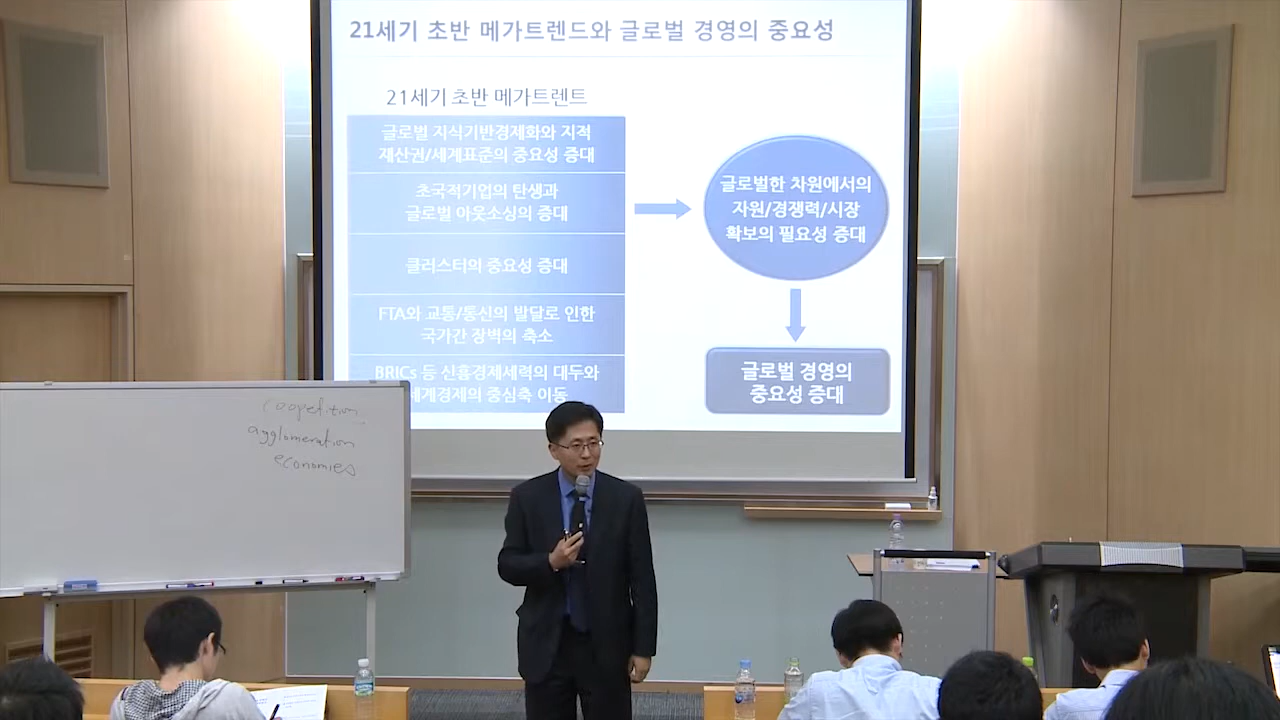 21세기 초반 메가트렌드와 글로벌 경영의 중요성
21세기 초반 메가트렌트
글로벌 지식기반경제화와 지적
재산권/세계표준의 중요성 증대
초국적기업의 탄생과
글로벌 아웃소싱의 증대
클러스터의 중요성 증대
FTA와 교통/통신의 발달로 인한
국가간 장벽의 축소
BRICs 등 신흥경제세력의 대두와
세계경제의 중심축 이동
글로벌한 차원에서의
자원/경쟁력/시장
확보의 필요성 증대
글로벌 경영의
중요성 증대
coopetition
agglomeration
economies